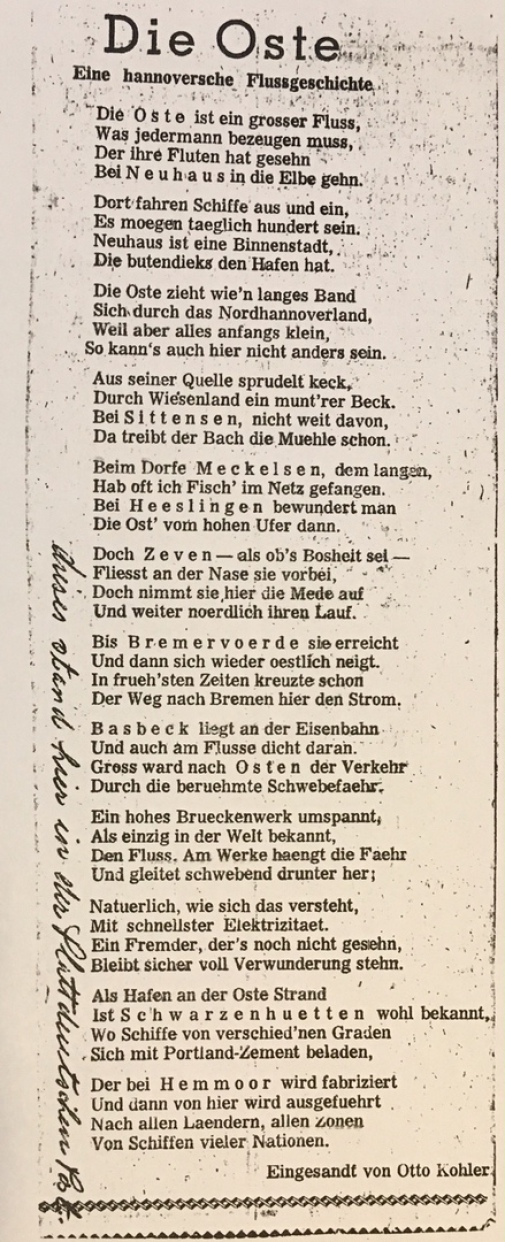 Die Oste
Eine hannoversche Flussgeschichte
Die Oste ist ein grosser Fluss,
Was jedermann bezeugen muss,
Der ihre Fluten hat gesehn
Bei Neuhaus in die Elbe gehn.
Dort fahren Schiffe aus und ein,
Es moegen taeglich hundert sein.
Neuhaus ist eine Binnenstadt,
Die butendieks den Hafen hat.
Die Oste zieht wie'n langes Band
Sich durch das Nordhannoverland,
Weil aber alles anfangs klein,
So kann's auch hier nicht anders sein.
Aus seiner Quelle sprudelt keck,
Durch Wiesenland ein munt'rer Beck.
Bei Sittensen, nicht weit davon,
Da treibt der Bach die Muehle schon.
Beim Dorfe Meckelsen, dem langen,
Hab oft ich Fisch' im Netz gefangen.
Bei Heeslingen bewundert man
Die Ost' vom hohen Ufer dann.
Doch Zeven — als ob's Bosheit sei —
Fliesst an der Nase sie vorbei,
Doch nimmt sie hier die Mede auf
Und weiter noerdlich ihren Lauf.
Bis Bremervoerde sie erreicht
Und dann sich wieder oestlich neigt.
In frueh'sten Zeiten kreuzte schon
Der Weg nach Bremen hier den Strom.
Basbeck liegt an der Eisenbahn
Und auch am Flusse dicht daran.
Gross ward nach Osten der Verkehr
Durch die beruehmte Schwebefaehr.
Ein hohes Brueckenwerk umspannt,
Als einzig in der Welt bekannt,
Den Fluss. Am Werke haengt die Faehr
Und gleitet schwebend drunter her;
Natuerlich, wie sich das versteht,
Mit schnellster Elektrizitaet.
Ein Fremder, der's noch nicht gesehn,
Bleibt sicher voll Verwunderung stehn.
Als Hafen an der Oste Strand
Ist Schwarzenhuetten wohl bekannt,
Wo Schiffe von verschied'nen Graden
Sich mit Portland-Zement beladen,
Der bei Hemmoor wird fabriziert
Und dann von hier wird ausgefuehrt
Nach allen Laendern, allen Zonen
Von Schiffen vieler Nationen.
Eingesandt von Otto Kohler
dieses stand hier in der Plattdeutschen Post.